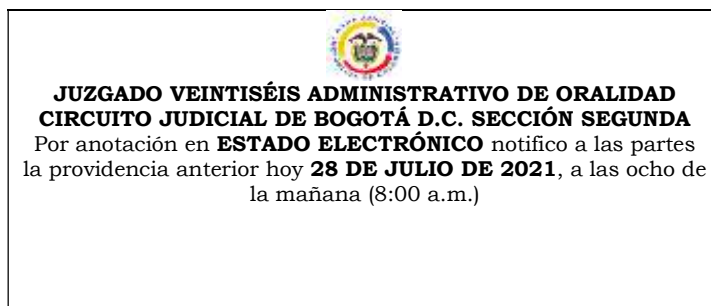 JUZGADO VEINTISÉIS ADMINISTRATIVO DE ORALIDAD
CIRCUITO JUDICIAL DE BOGOTÁ D.C. SECCIÓN SEGUNDA
Por anotación en ESTADO ELECTRÓNICO notifico a las partes
la providencia anterior hoy 28 DE JULIO DE 2021, a las ocho de
la mañana (8:00 a.m.)